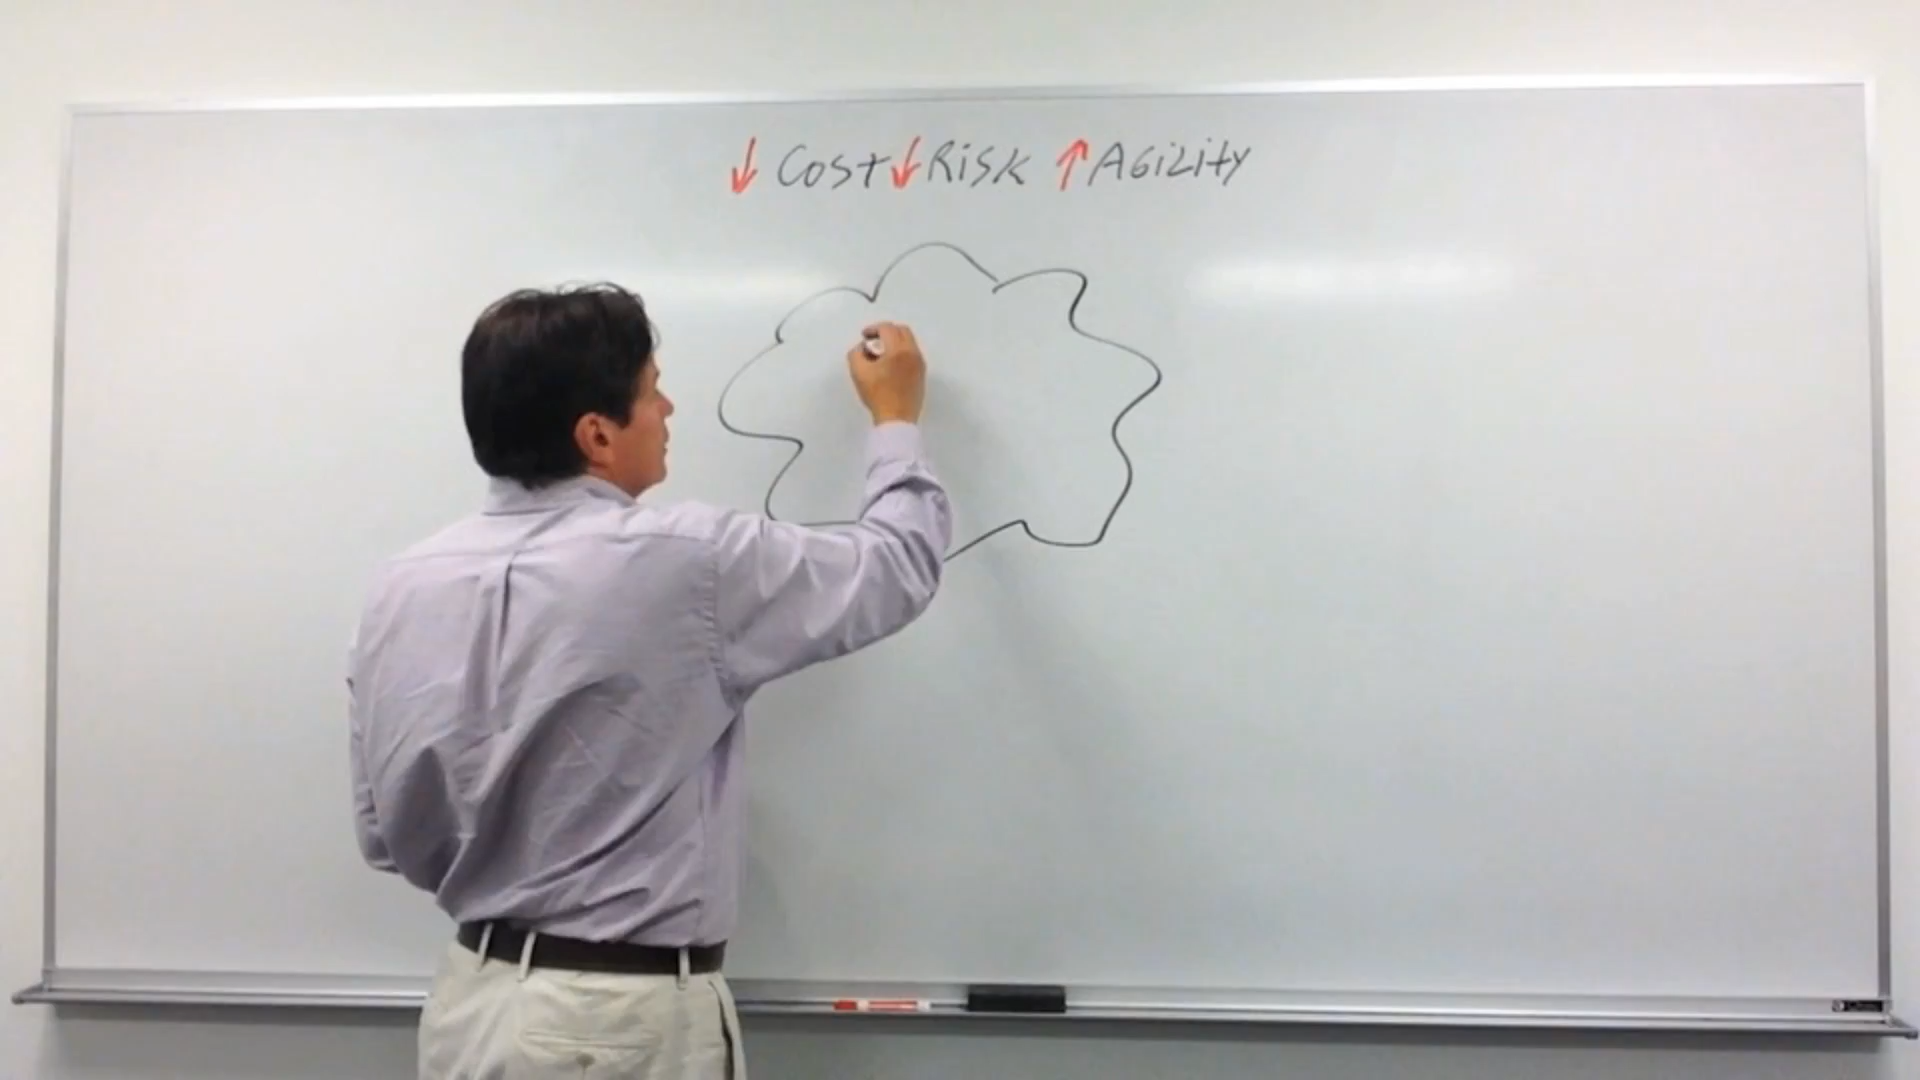 ↓ Cost ↓ Risk ↑ Agility